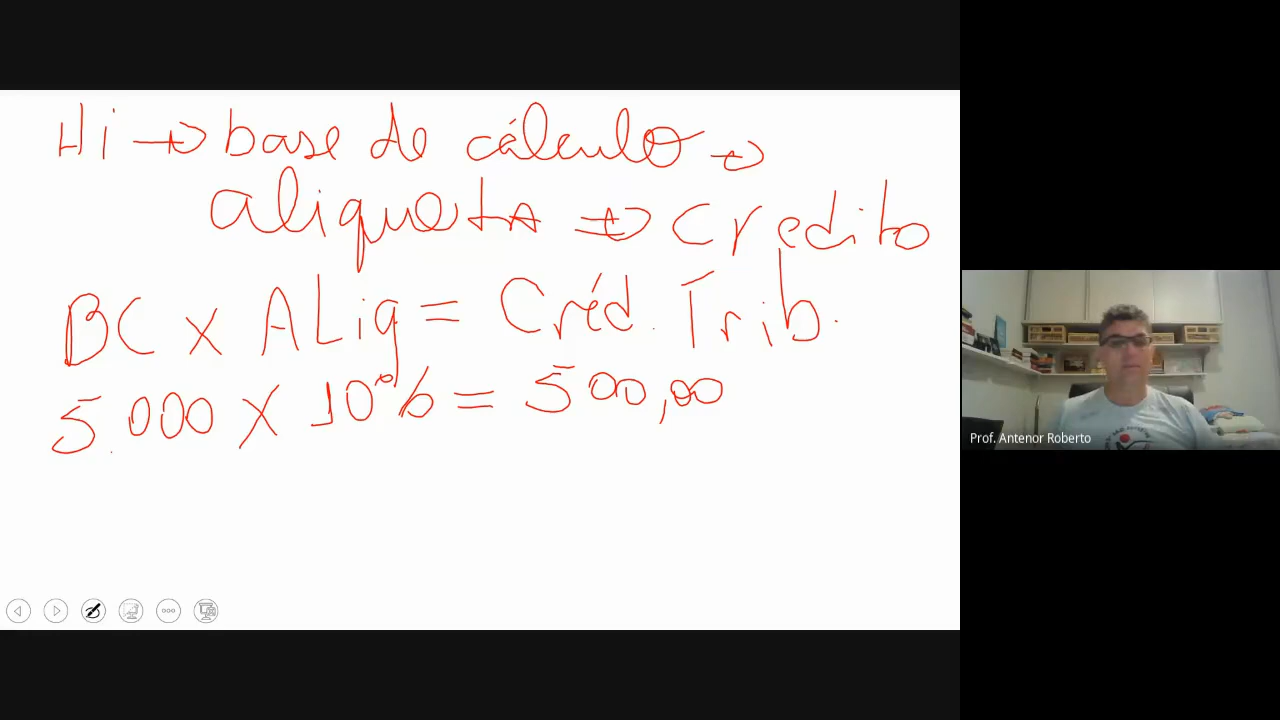 Hi → base de cálculo →
aliquota → Credito
BC x ALiq = Créd. Trib.
5.000 X 10% = 500,00
Prof. Antenor Roberto